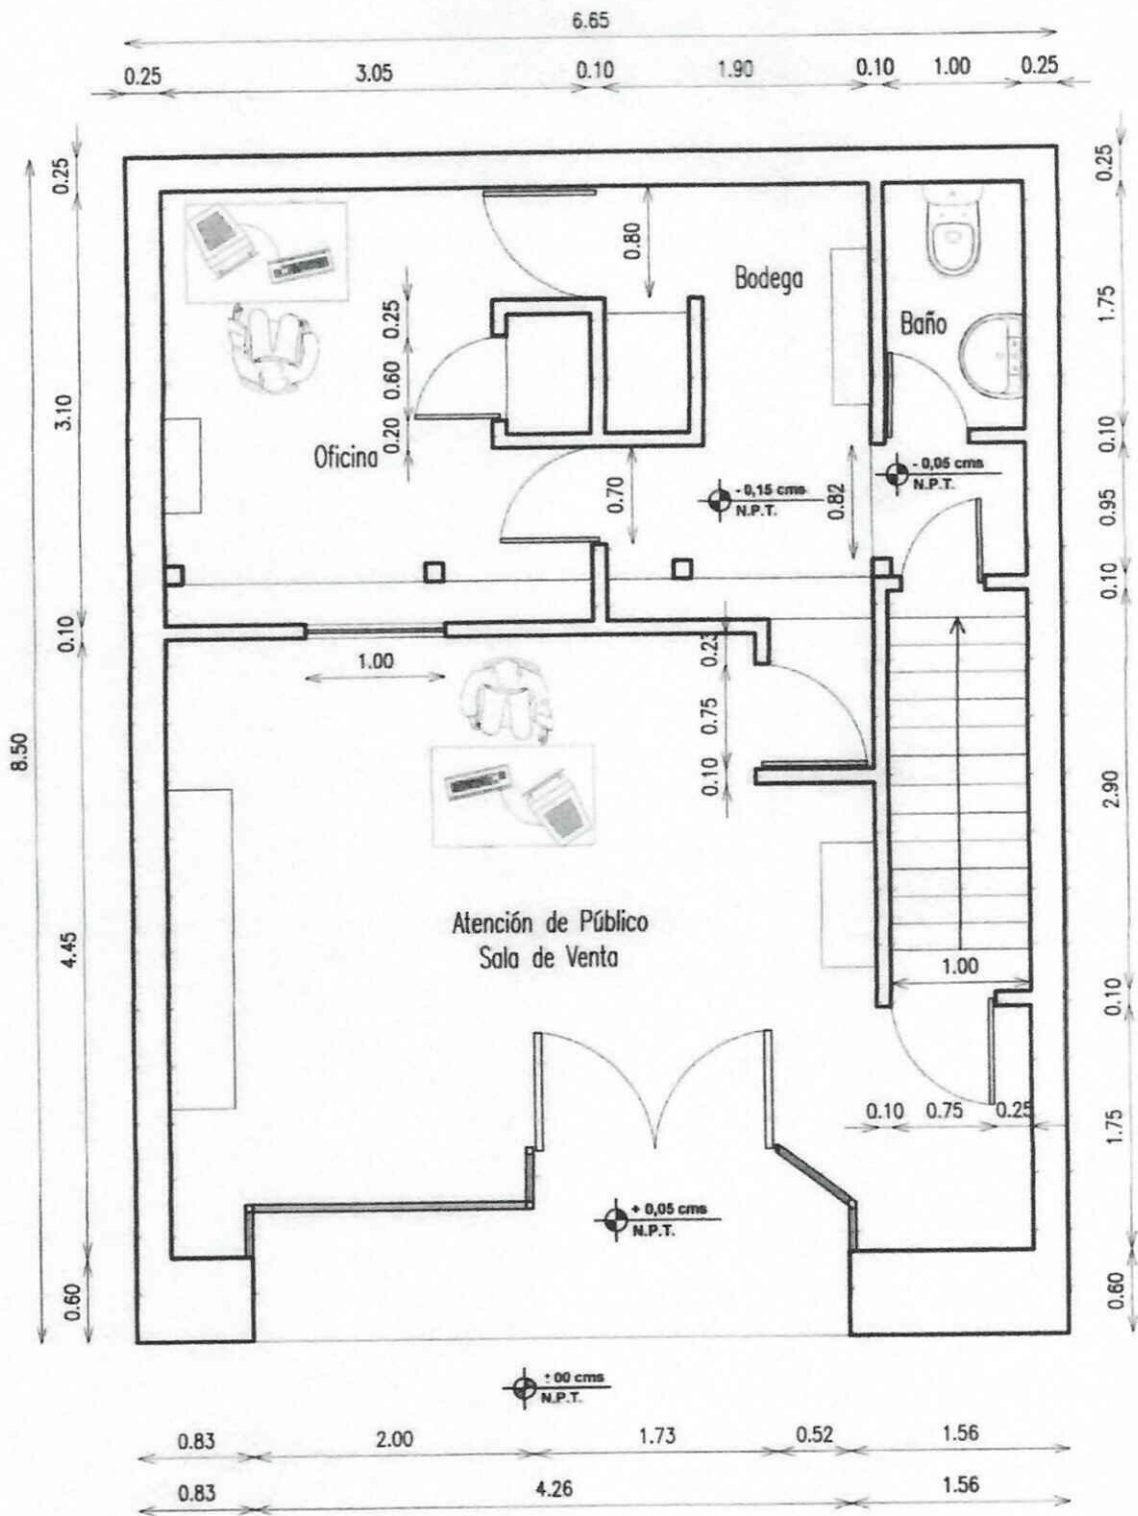 6.65
0.25 3.05 0.10 1.90 0.10 1.00 0.25
0.25
0.25
0.80
Bodega
1.75
Baño
0.25
0.60
3.10
0.20
Oficina
0.10
- 0,05 cms
N.P.T.
- 0,15 cms
N.P.T.
0.70
0.82
0.95
0.10
0.10
1.00
0.23
0.75
0.10
8.50
2.90
4.45
Atención de Público
Sala de Venta
1.00
0.10
0.10 0.75 0.25
1.75
+ 0,05 cms
N.P.T.
0.60
0.60
±00 cms
N.P.T.
0.83 2.00 1.73 0.52 1.56
0.83 4.26 1.56